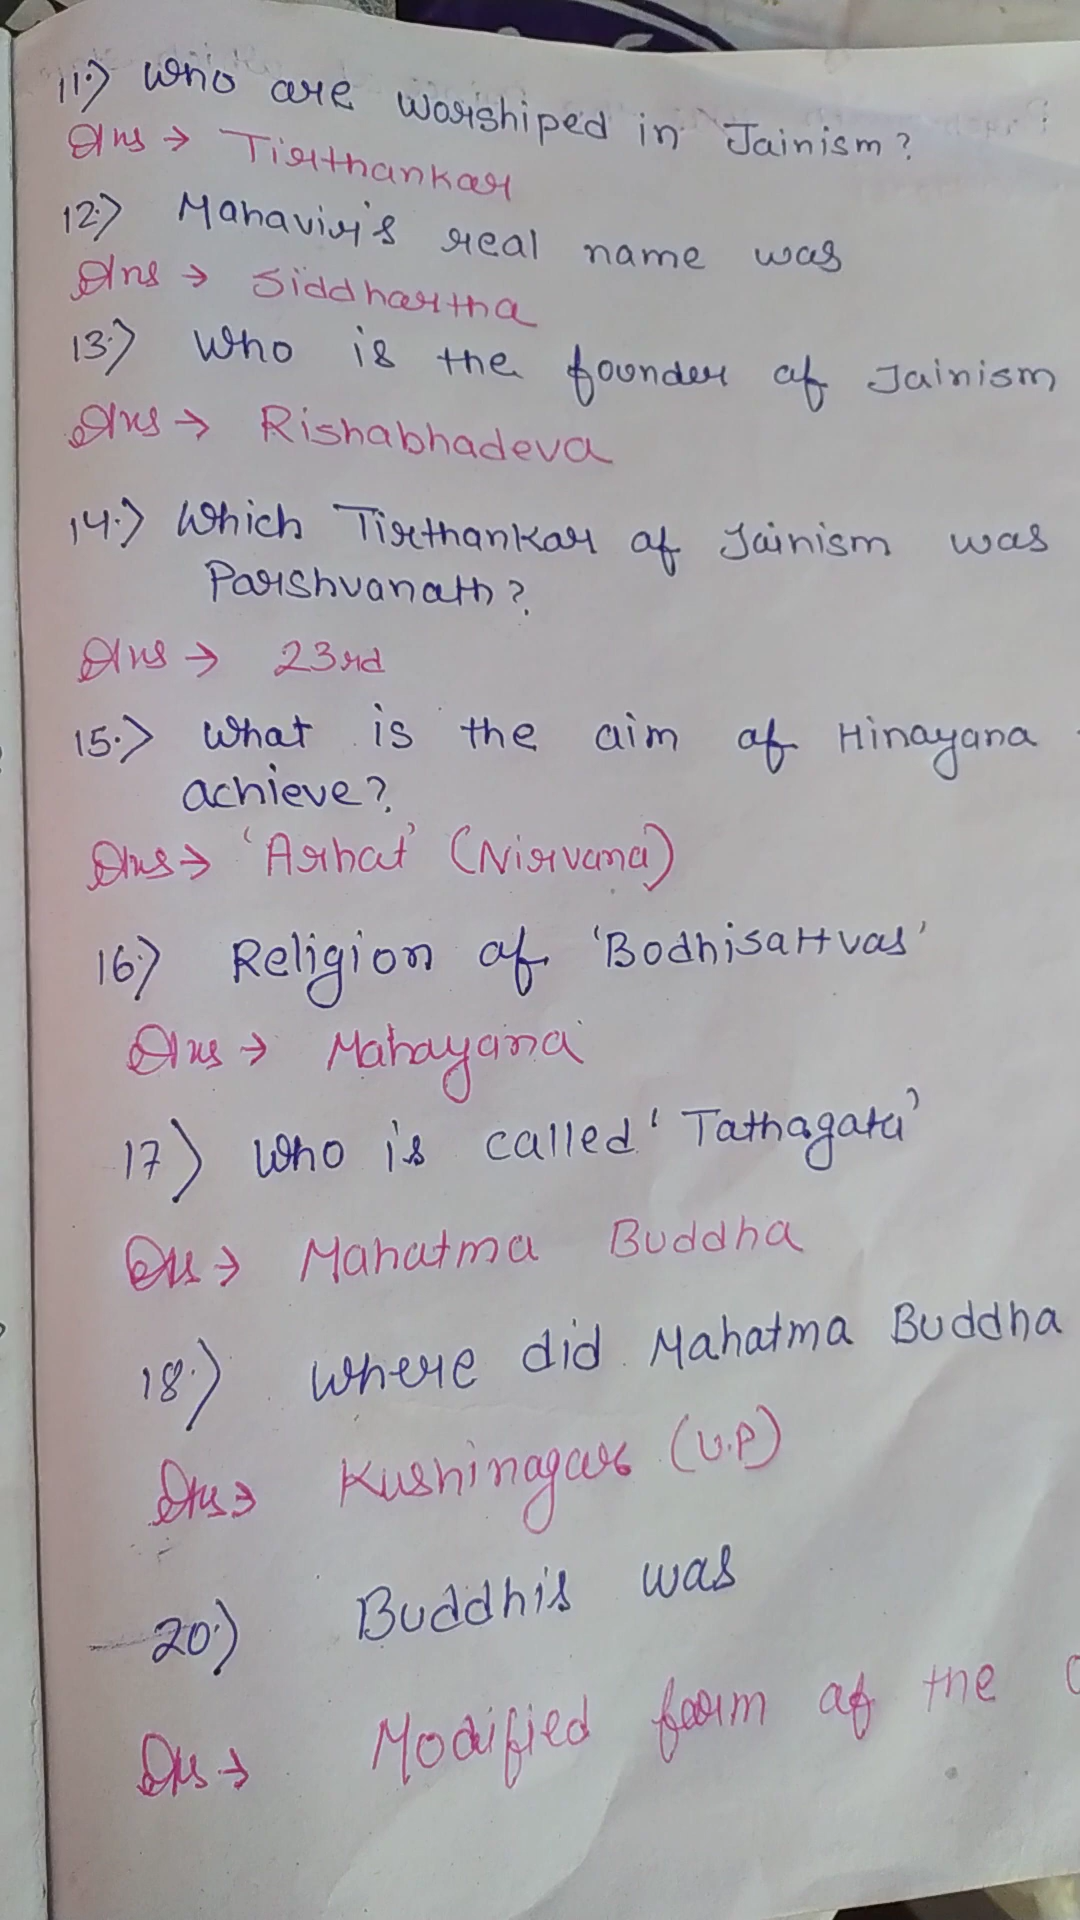 11.) Who are worshiped in Jainism?
Ans → Tirthankar
12.) Mahavir's real name was
Ans → Siddhartha
13.) Who is the founder of Jainism
Ans → Rishabhadeva
14.) Which Tirthankar of Jainism was
Parshvanath?
Ans → 23rd
15.) What is the aim of Hinayana
achieve?
Ans → 'Arhat' (Nirvana)
16.) Religion of 'Bodhisattvas'
Ans → Mahayana
17) Who is called 'Tathagata'
Ans → Mahatma Buddha
18.) Where did Mahatma Buddha
Ans → Kushinagar (U.P)
20.) Buddhis was
Ans → Modified form of the